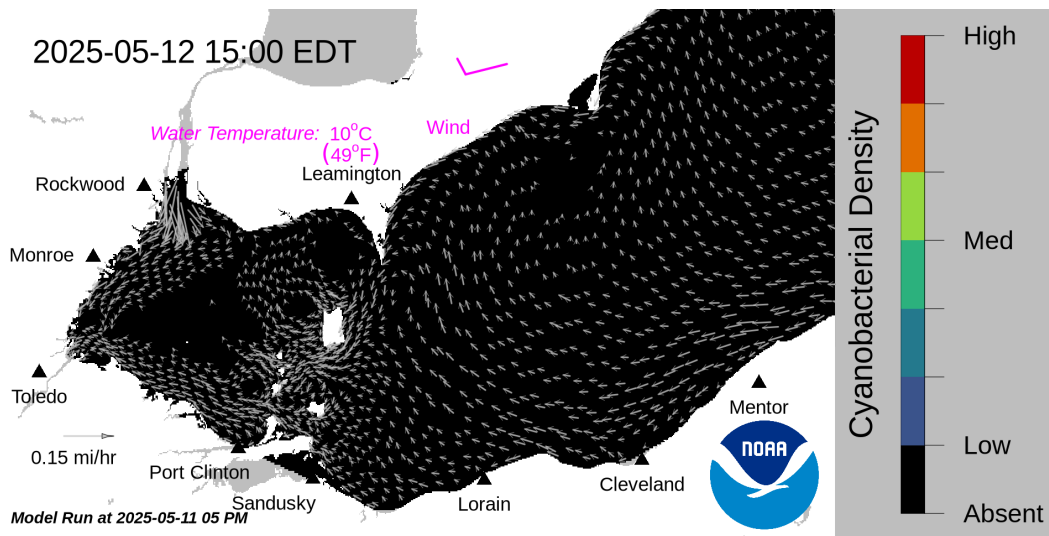 2025-05-12 15:00 EDT
Water Temperature: 10°C
(49°F)
Wind
Leamington
Rockwood
Monroe
Toledo
0.15 mi/hr
Port Clinton
Sandusky
Lorain
Cleveland
Mentor
NOAA
Model Run at 2025-05-11 05 PM
Cyanobacterial Density
High
Med
Low
Absent